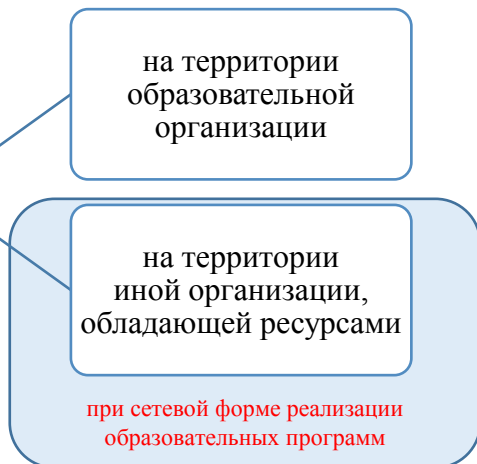 на территории
образовательной
организации
на территории
иной организации,
обладающей ресурсами
при сетевой форме реализации
образовательных программ